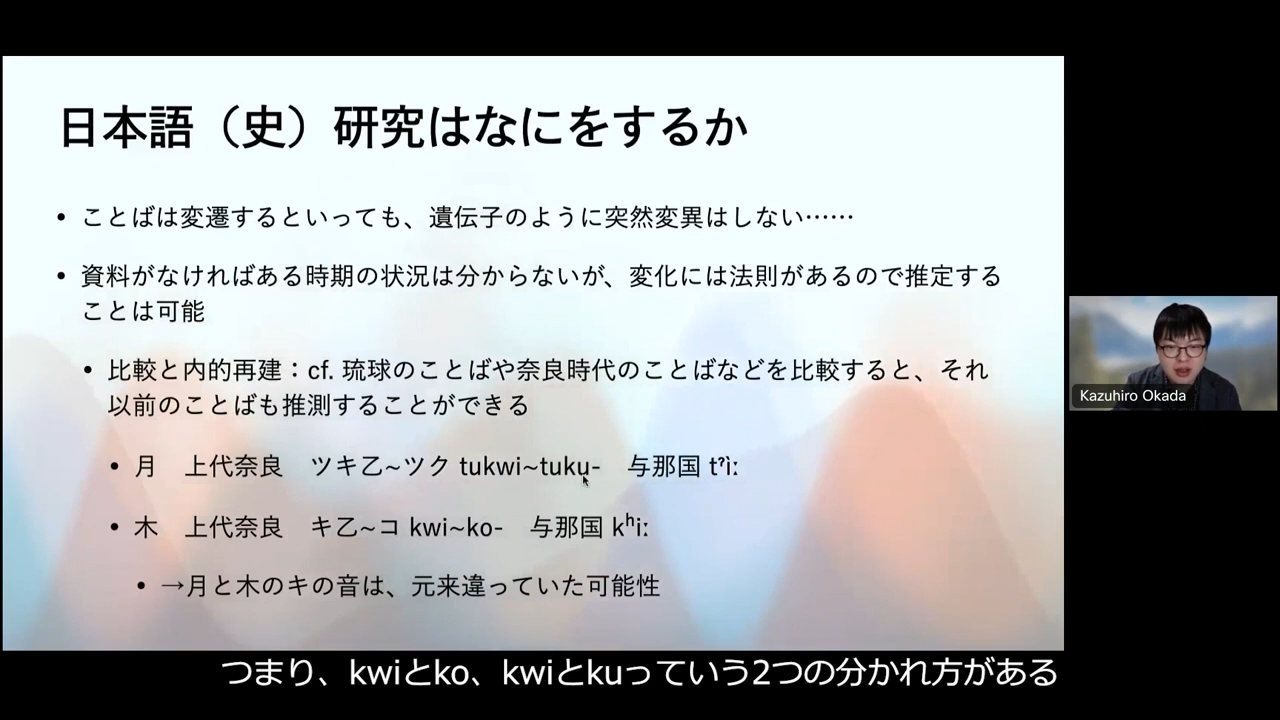 日本語（史）研究はなにをするか
• ことばは変遷するといっても、遺伝子のように突然変異はしない……
• 資料がなければある時期の状況は分からないが、変化には法則があるので推定する
ことは可能
• 比較と内的再建：cf. 琉球のことばや奈良時代のことばなどを比較すると、それ
以前のことばも推測することができる
• 月　上代奈良　ツキ乙~ツク tukwi~tuku-　与那国 tˀìː
• 木　上代奈良　キ乙~コ kwi~ko-　与那国 kʰiː
• →月と木のキの音は、元来違っていた可能性
Kazuhiro Okada
つまり、kwiとko、kwiとkuっていう2つの分かれ方がある